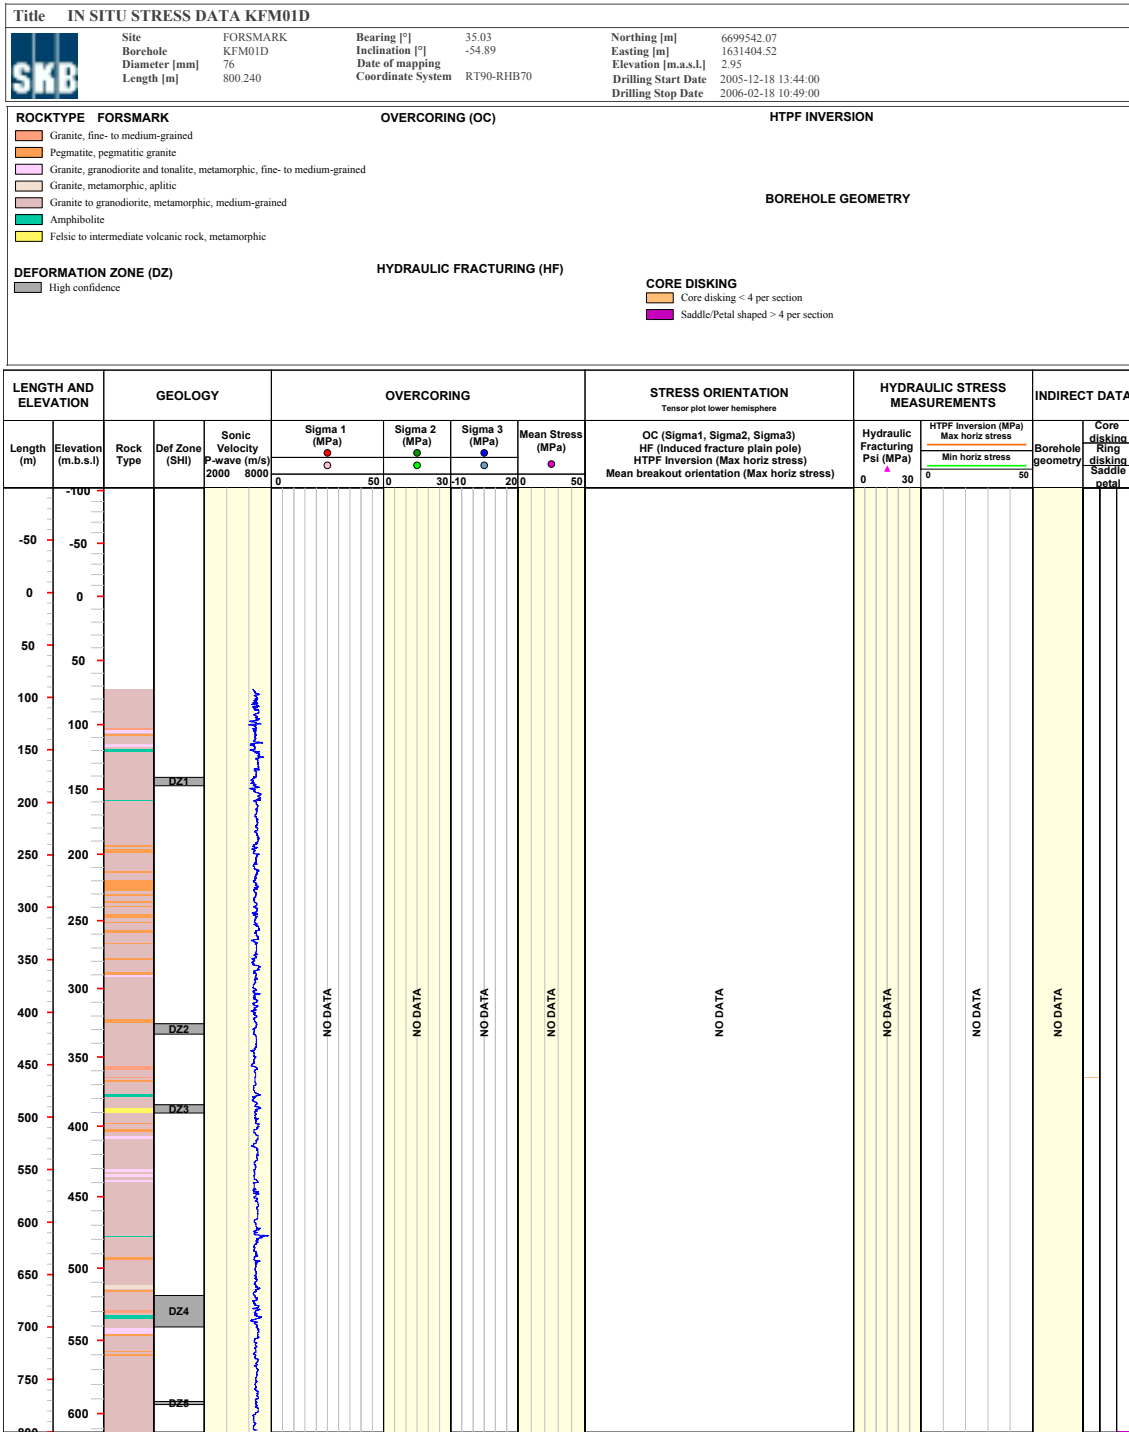 Title IN SITU STRESS DATA KFM01D
SKB
Site FORSMARK
Borehole KFM01D
Diameter [mm] 76
Length [m] 800.240
Bearing [°] 35.03
Inclination [°] -54.89
Date of mapping
Coordinate System RT90-RHB70
Northing [m] 6699542.07
Easting [m] 1631404.52
Elevation [m.a.s.l.] 2.95
Drilling Start Date 2005-12-18 13:44:00
Drilling Stop Date 2006-02-18 10:49:00
ROCKTYPE FORSMARK
Granite, fine- to medium-grained
Pegmatite, pegmatitic granite
Granite, granodiorite and tonalite, metamorphic, fine- to medium-grained
Granite, metamorphic, aplitic
Granite to granodiorite, metamorphic, medium-grained
Amphibolite
Felsic to intermediate volcanic rock, metamorphic
DEFORMATION ZONE (DZ)
High confidence
OVERCORING (OC)
HYDRAULIC FRACTURING (HF)
HTPF INVERSION
BOREHOLE GEOMETRY
CORE DISKING
Core disking < 4 per section
Saddle/Petal shaped > 4 per section
LENGTH AND ELEVATION
GEOLOGY
OVERCORING
STRESS ORIENTATION
Tensor plot lower hemisphere
HYDRAULIC STRESS MEASUREMENTS
INDIRECT DATA
Length (m)
Elevation (m.b.s.l)
Rock Type
Def Zone (SHI)
Sonic Velocity P-wave (m/s)
2000 8000
Sigma 1 (MPa)
0 50
Sigma 2 (MPa)
0 30
Sigma 3 (MPa)
-10 20
Mean Stress (MPa)
0 50
OC (Sigma1, Sigma2, Sigma3)
HF (Induced fracture plain pole)
HTPF Inversion (Max horiz stress)
Mean breakout orientation (Max horiz stress)
Hydraulic Fracturing Psi (MPa)
0 30
HTPF Inversion (MPa)
Max horiz stress
Min horiz stress
0 50
Borehole geometry
Core disking
Ring disking
Saddle petal
-50
0
50
100
150
200
250
300
350
400
450
500
550
600
650
700
750
800
-100
-50
0
50
100
150
200
250
300
350
400
450
500
550
600
DZ1
DZ2
DZ3
DZ4
DZ5
NO DATA
NO DATA
NO DATA
NO DATA
NO DATA
NO DATA
NO DATA
NO DATA